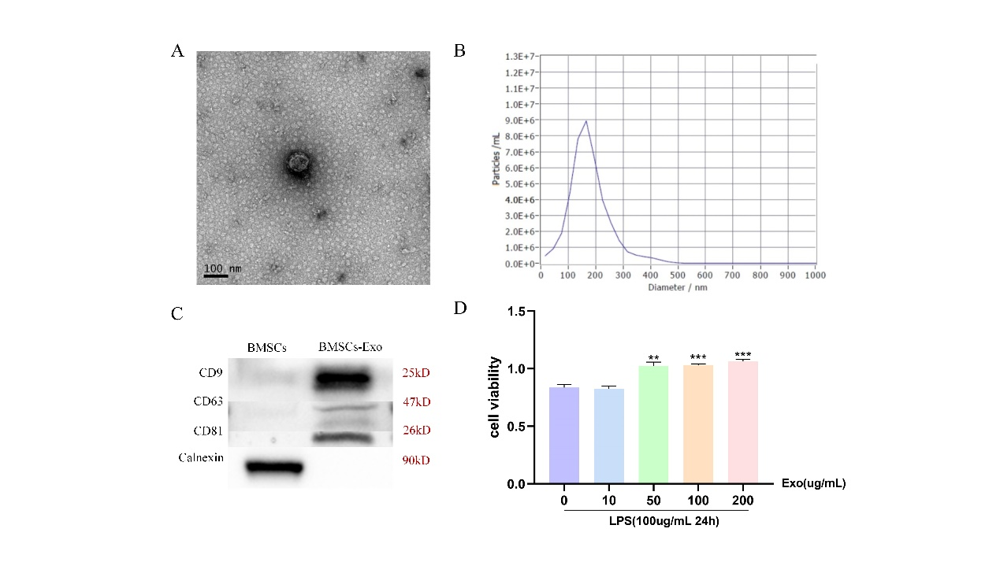 A
100 nm
B
1.3E+7
1.2E+7
1.1E+7
1.0E+7
9.0E+6
8.0E+6
7.0E+6
6.0E+6
5.0E+6
4.0E+6
3.0E+6
2.0E+6
1.0E+6
0.0E+0
Particles /mL
0 100 200 300 400 500 600 700 800 900 1000
Diameter / nm
C
BMSCs BMSCs-Exo
CD9 25kD
CD63 47kD
CD81 26kD
Calnexin 90kD
D
1.5
1.0
0.5
0.0
cell viability
** *** ***
Exo(ug/mL)
0 10 50 100 200
LPS(100ug/mL 24h)